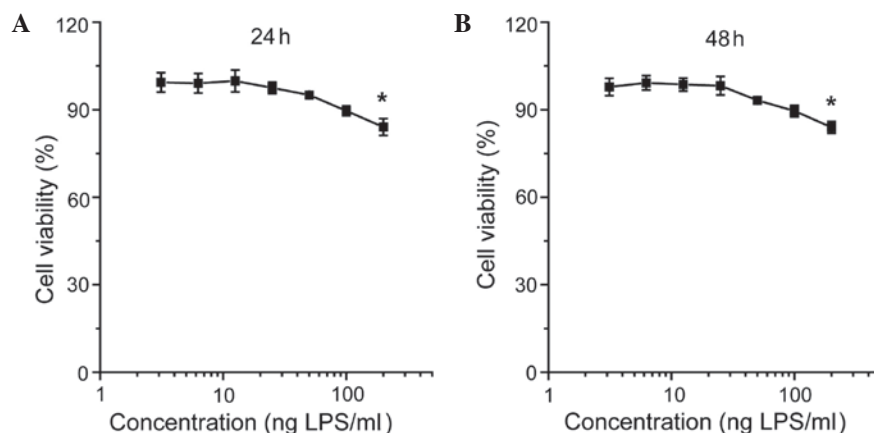 A
24 h
120
90
60
30
0
Cell viability (%)
*
1
10
100
Concentration (ng LPS/ml)
B
48 h
120
90
60
30
0
Cell viability (%)
*
1
10
100
Concentration (ng LPS/ml)